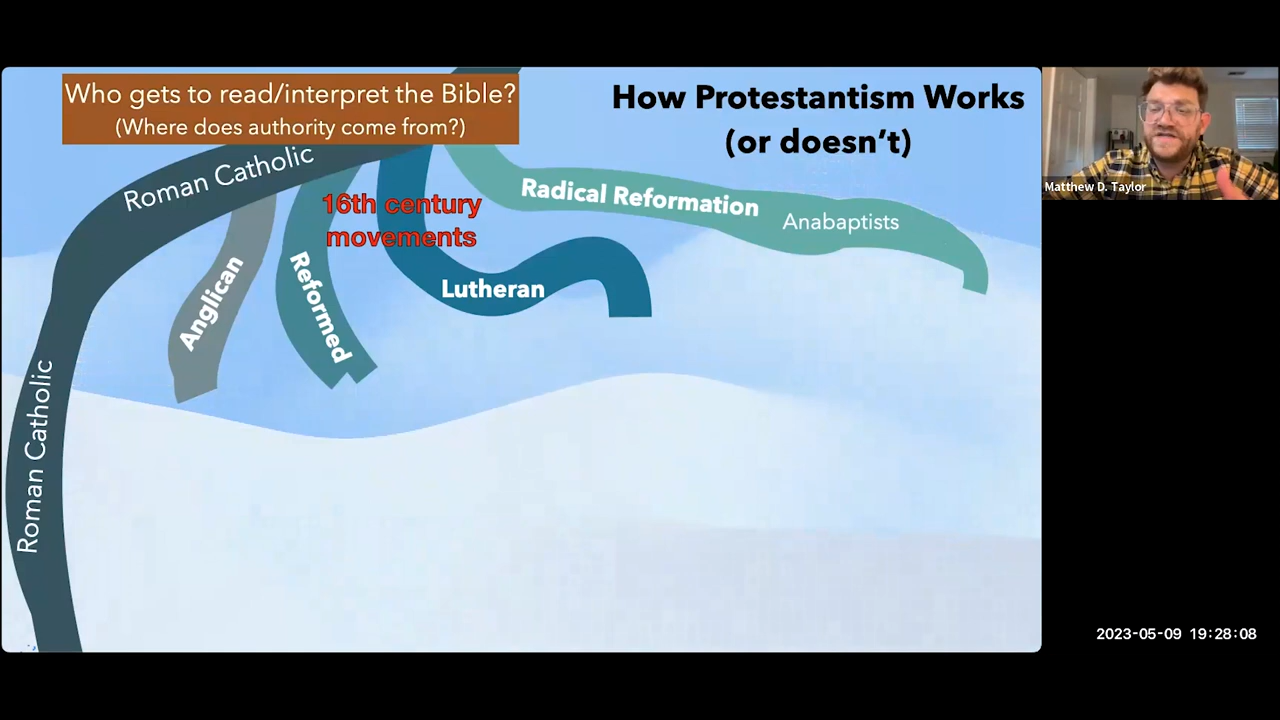 Who gets to read/interpret the Bible?
(Where does authority come from?)
How Protestantism Works
(or doesn't)
Roman Catholic
Radical Reformation
Anabaptists
16th century
movements
Anglican
Reformed
Lutheran
Roman Catholic
Matthew D. Taylor
2023-05-09 19:28:08